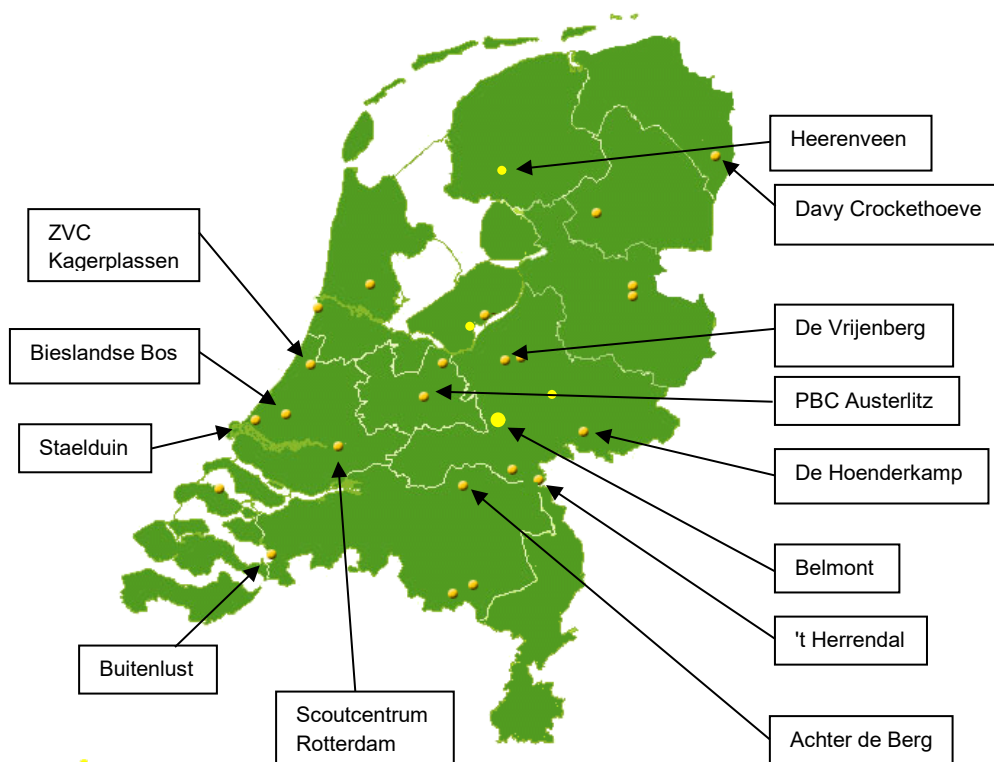 Heerenveen
Davy Crockethoeve
ZVC
Kagerplassen
De Vrijenberg
Bieslandse Bos
PBC Austerlitz
Staelduin
De Hoenderkamp
Belmont
't Herrendal
Buitenlust
Scoutcentrum
Rotterdam
Achter de Berg